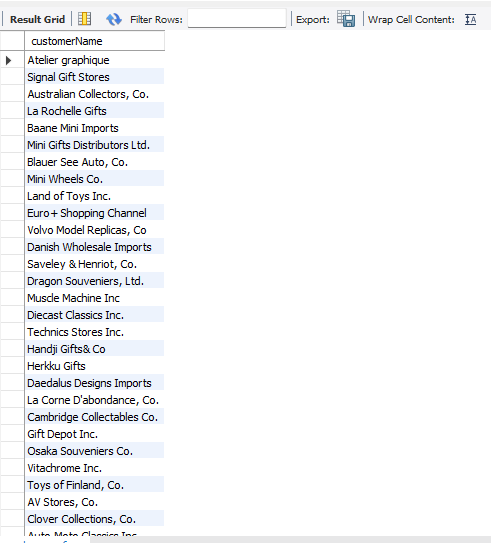 Result Grid Filter Rows: Export: Wrap Cell Content:
customerName
Atelier graphique
Signal Gift Stores
Australian Collectors, Co.
La Rochelle Gifts
Baane Mini Imports
Mini Gifts Distributors Ltd.
Blauer See Auto, Co.
Mini Wheels Co.
Land of Toys Inc.
Euro+ Shopping Channel
Volvo Model Replicas, Co
Danish Wholesale Imports
Saveley & Henriot, Co.
Dragon Souveniers, Ltd.
Muscle Machine Inc
Diecast Classics Inc.
Technics Stores Inc.
Handji Gifts& Co
Herkku Gifts
Daedalus Designs Imports
La Corne D'abondance, Co.
Cambridge Collectables Co.
Gift Depot Inc.
Osaka Souveniers Co.
Vitachrome Inc.
Toys of Finland, Co.
AV Stores, Co.
Clover Collections, Co.
Auto-Moto Classics Inc.